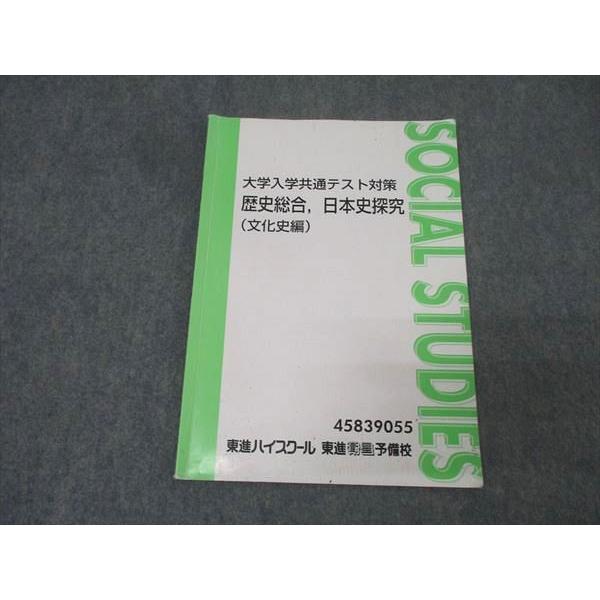 大学入学共通テスト対策
歴史総合，日本史探究
（文化史編）
SOCIAL STUDIES
45839055
東進ハイスクール 東進衛星予備校